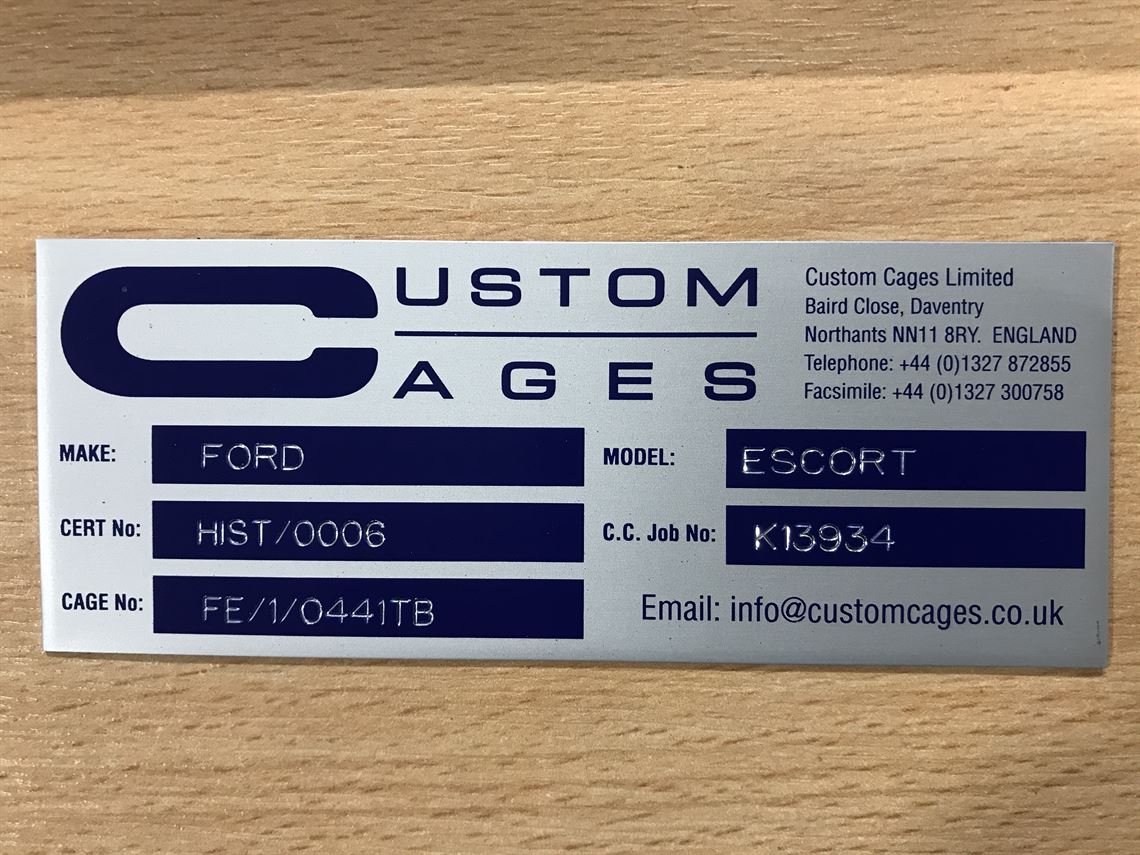 CUSTOM
CAGES
Custom Cages Limited
Baird Close, Daventry
Northants NN11 8RY. ENGLAND
Telephone: +44 (0)1327 872855
Facsimile: +44 (0)1327 300758
MAKE: FORD
MODEL: ESCORT
CERT No: HIST/0006
C.C. Job No: K13934
CAGE No: FE/1/0441TB
Email: info@customcages.co.uk